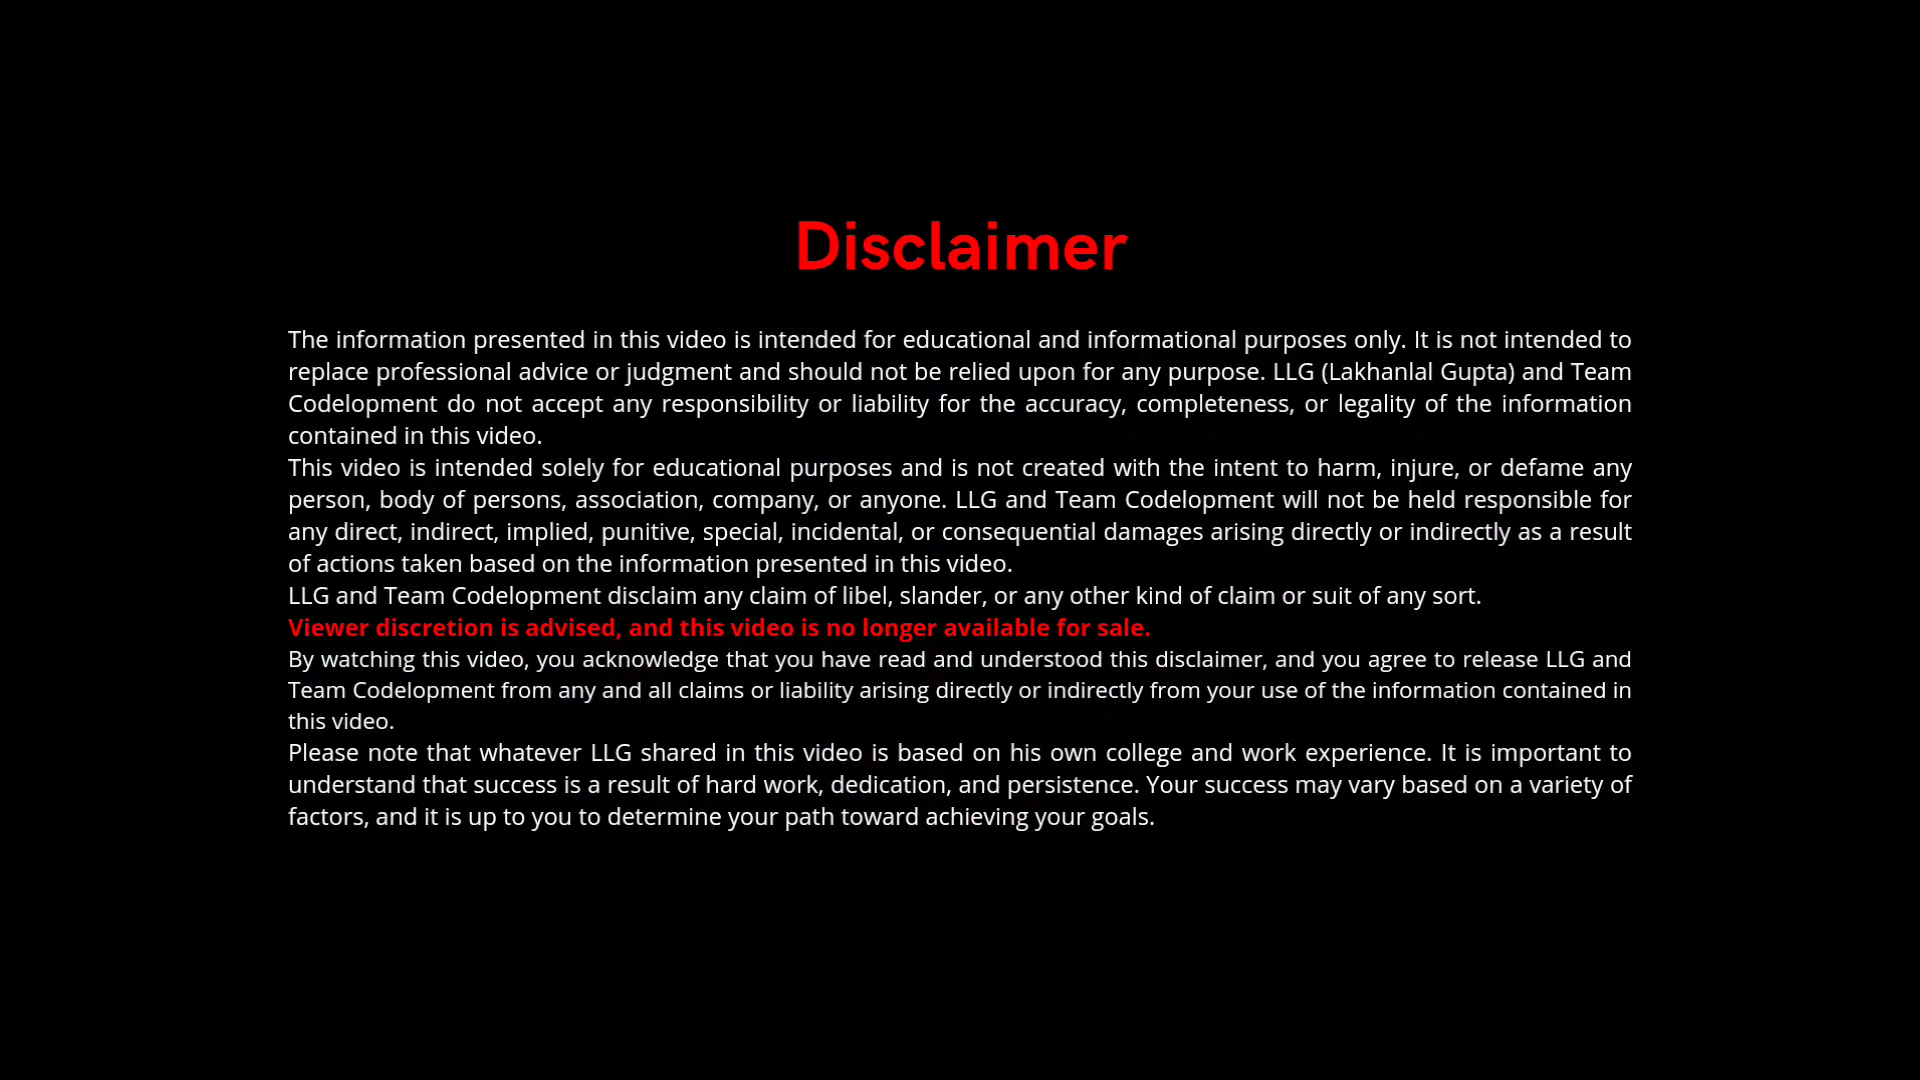 Disclaimer
The information presented in this video is intended for educational and informational purposes only. It is not intended to
replace professional advice or judgment and should not be relied upon for any purpose. LLG (Lakhanlal Gupta) and Team
Codelopment do not accept any responsibility or liability for the accuracy, completeness, or legality of the information
contained in this video.
This video is intended solely for educational purposes and is not created with the intent to harm, injure, or defame any
person, body of persons, association, company, or anyone. LLG and Team Codelopment will not be held responsible for
any direct, indirect, implied, punitive, special, incidental, or consequential damages arising directly or indirectly as a result
of actions taken based on the information presented in this video.
LLG and Team Codelopment disclaim any claim of libel, slander, or any other kind of claim or suit of any sort.
Viewer discretion is advised, and this video is no longer available for sale.
By watching this video, you acknowledge that you have read and understood this disclaimer, and you agree to release LLG and
Team Codelopment from any and all claims or liability arising directly or indirectly from your use of the information contained in
this video.
Please note that whatever LLG shared in this video is based on his own college and work experience. It is important to
understand that success is a result of hard work, dedication, and persistence. Your success may vary based on a variety of
factors, and it is up to you to determine your path toward achieving your goals.